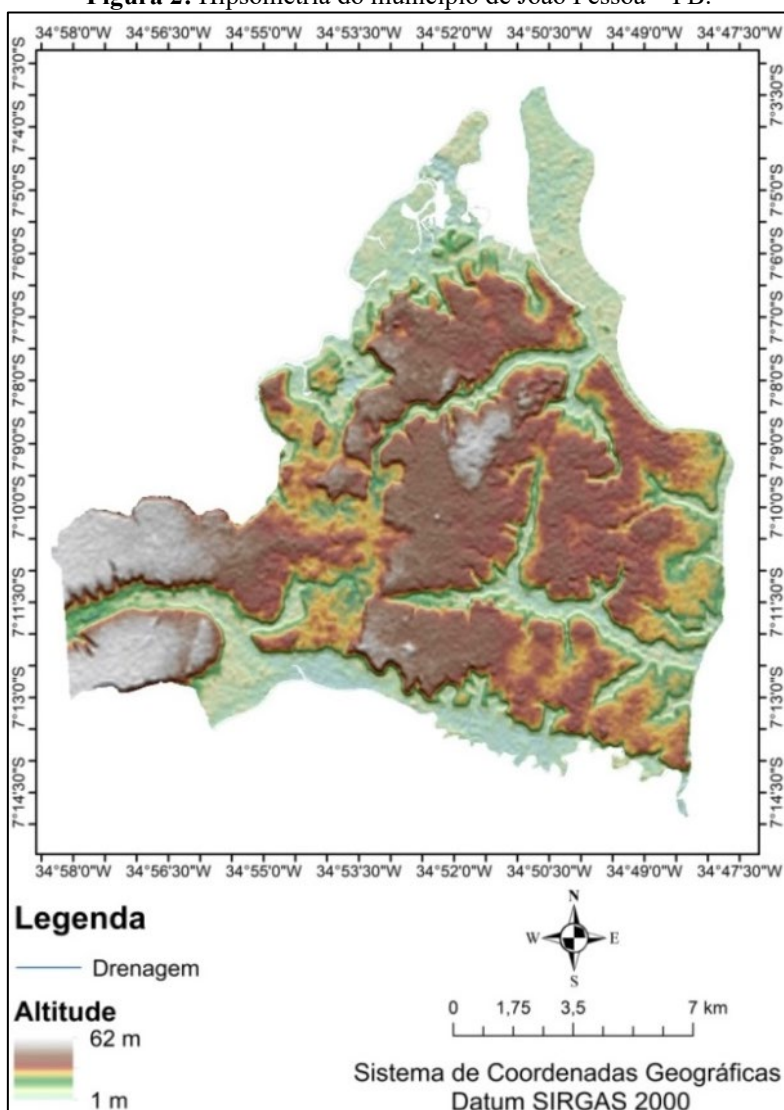 Figura 2: Hipsometria do município de João Pessoa – PB.
34°58'0"W 34°56'30"W 34°55'0"W 34°53'30"W 34°52'0"W 34°50'30"W 34°49'0"W 34°47'30"W
7°3'0"S
7°4'0"S
7°5'0"S
7°6'0"S
7°7'0"S
7°8'0"S
7°9'0"S
7°10'0"S
7°11'30"S
7°13'0"S
7°14'30"S
7°3'30"S
7°5'0"S
7°6'0"S
7°7'0"S
7°8'0"S
7°9'0"S
7°10'0"S
7°11'30"S
7°13'0"S
7°14'30"S
34°58'0"W 34°56'30"W 34°55'0"W 34°53'30"W 34°52'0"W 34°50'30"W 34°49'0"W 34°47'30"W
Legenda
Drenagem
Altitude
62 m
1 m
N
W E
S
0 1,75 3,5 7 km
Sistema de Coordenadas Geográficas
Datum SIRGAS 2000